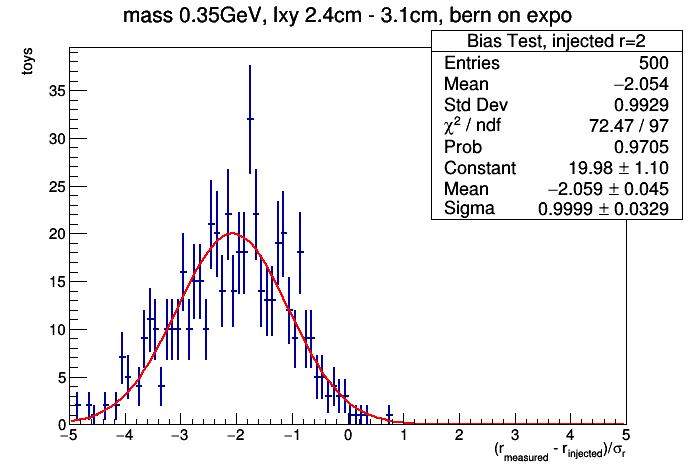 mass 0.35GeV, lxy 2.4cm - 3.1cm, bern on expo
Bias Test, injected r=2
Entries 500
Mean −2.054
Std Dev 0.9929
χ² / ndf 72.47 / 97
Prob 0.9705
Constant 19.98 ± 1.10
Mean −2.059 ± 0.045
Sigma 0.9999 ± 0.0329
toys
35
30
25
20
15
10
5
0
−5 −4 −3 −2 −1 0 1 2 3 4 5
(r_measured - r_injected)/σ_r